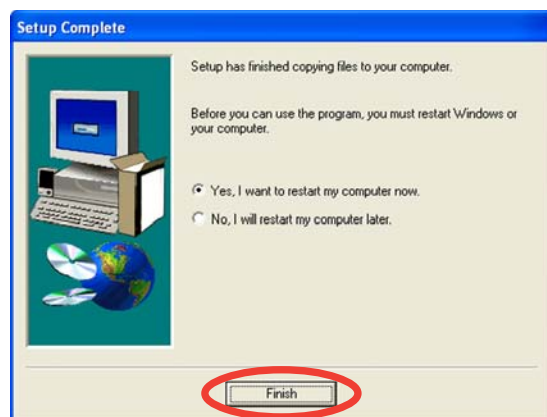 Setup Complete
Setup has finished copying files to your computer.
Before you can use the program, you must restart Windows or
your computer.
Yes, I want to restart my computer now.
No, I will restart my computer later.
Finish